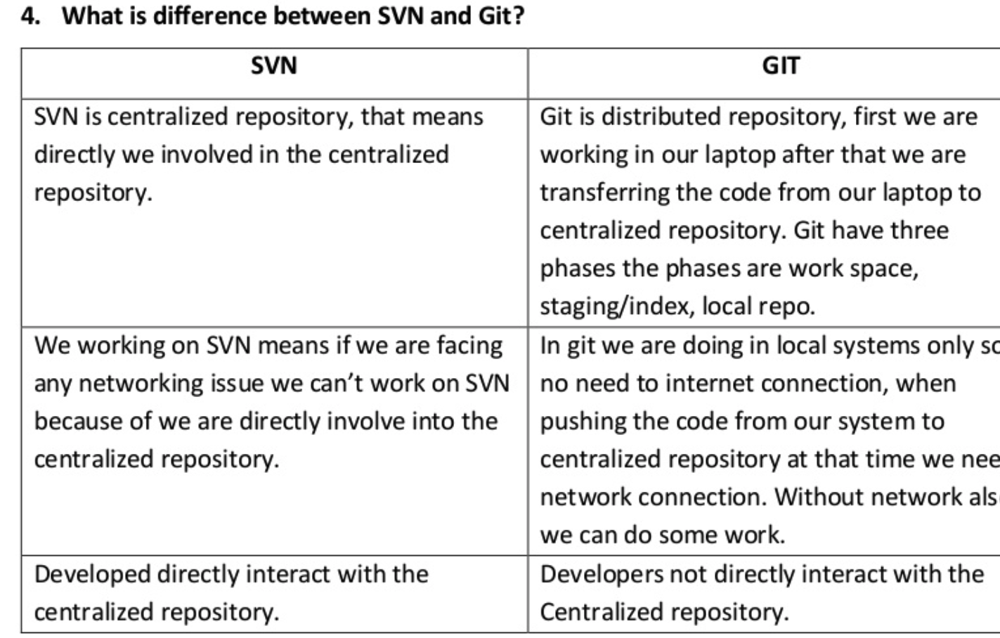 4. What is difference between SVN and Git?
SVN
GIT
SVN is centralized repository, that means
directly we involved in the centralized
repository.
Git is distributed repository, first we are
working in our laptop after that we are
transferring the code from our laptop to
centralized repository. Git have three
phases the phases are work space,
staging/index, local repo.
We working on SVN means if we are facing
any networking issue we can't work on SVN
because of we are directly involve into the
centralized repository.
In git we are doing in local systems only so
no need to internet connection, when
pushing the code from our system to
centralized repository at that time we nee
network connection. Without network als
we can do some work.
Developed directly interact with the
centralized repository.
Developers not directly interact with the
Centralized repository.